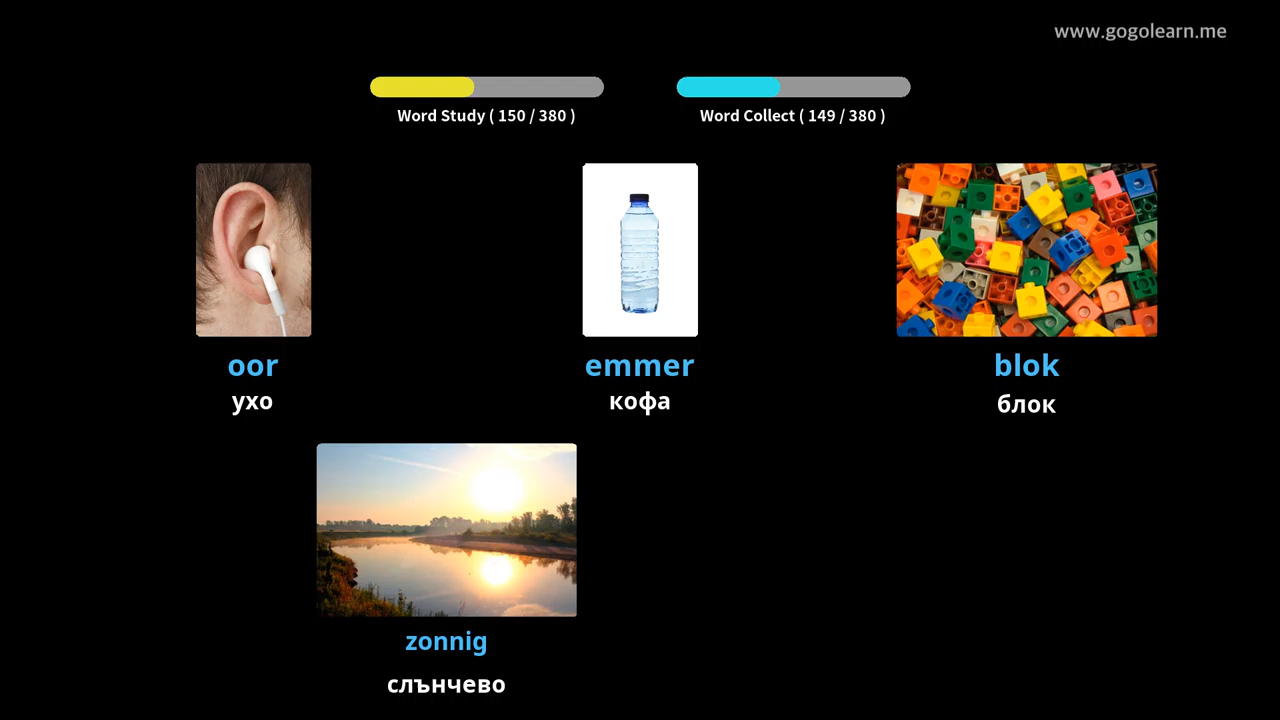 www.gogolearn.me
Word Study ( 150 / 380 )
Word Collect ( 149 / 380 )
oor
ухо
emmer
кофа
blok
блок
zonnig
слънчево